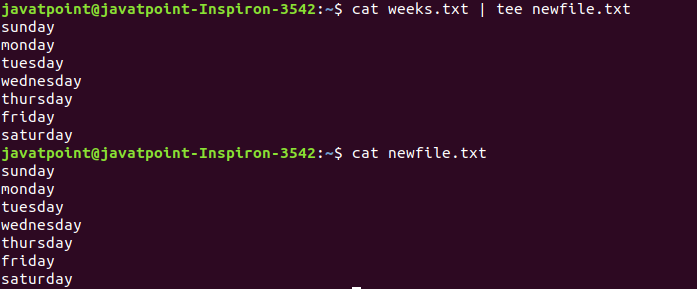 javatpoint@javatpoint-Inspiron-3542:~$ cat weeks.txt | tee newfile.txt
sunday
monday
tuesday
wednesday
thursday
friday
saturday
javatpoint@javatpoint-Inspiron-3542:~$ cat newfile.txt
sunday
monday
tuesday
wednesday
thursday
friday
saturday